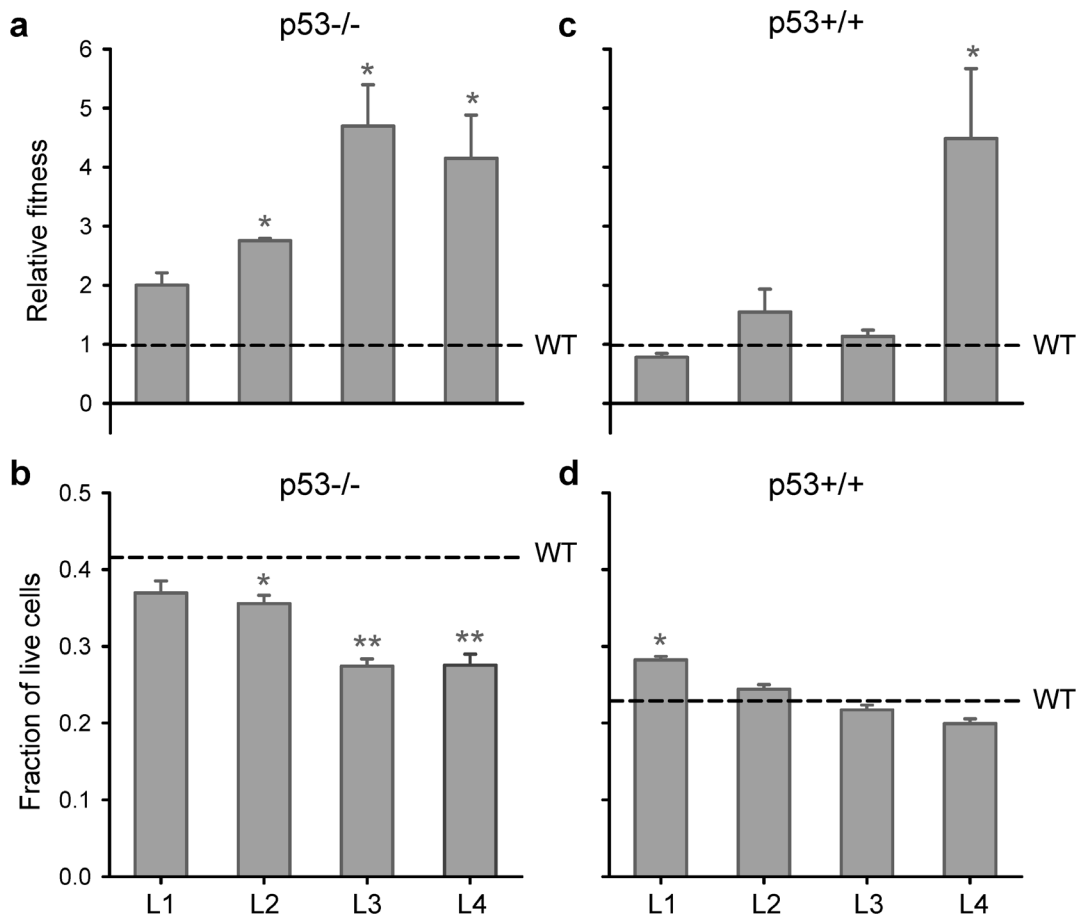 a
p53-/-
Relative fitness
6
5
4
3
2
1
0
*
*
*
WT
c
p53+/+
*
WT
b
p53-/-
Fraction of live cells
0.5
0.4
0.3
0.2
0.1
0.0
*
**
**
WT
L1 L2 L3 L4
d
p53+/+
*
WT
L1 L2 L3 L4